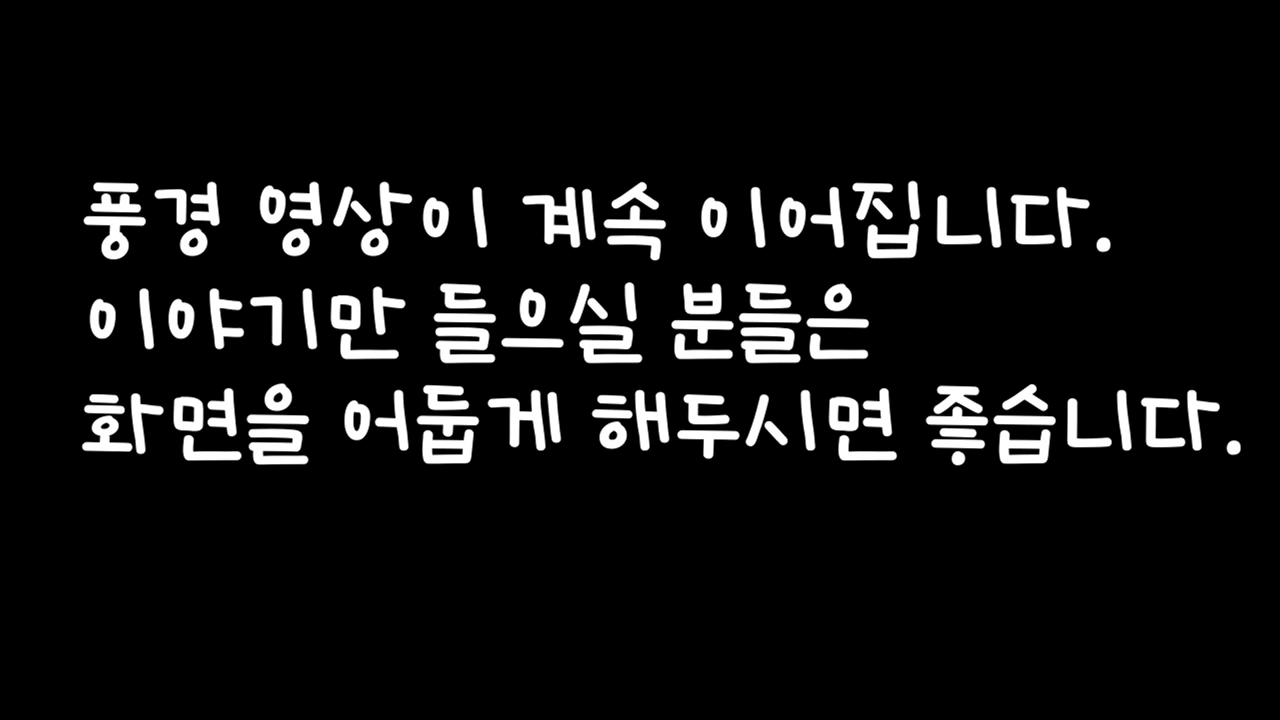 풍경 영상이 계속 이어집니다.
이야기만 들으실 분들은
화면을 어둡게 해두시면 좋습니다.